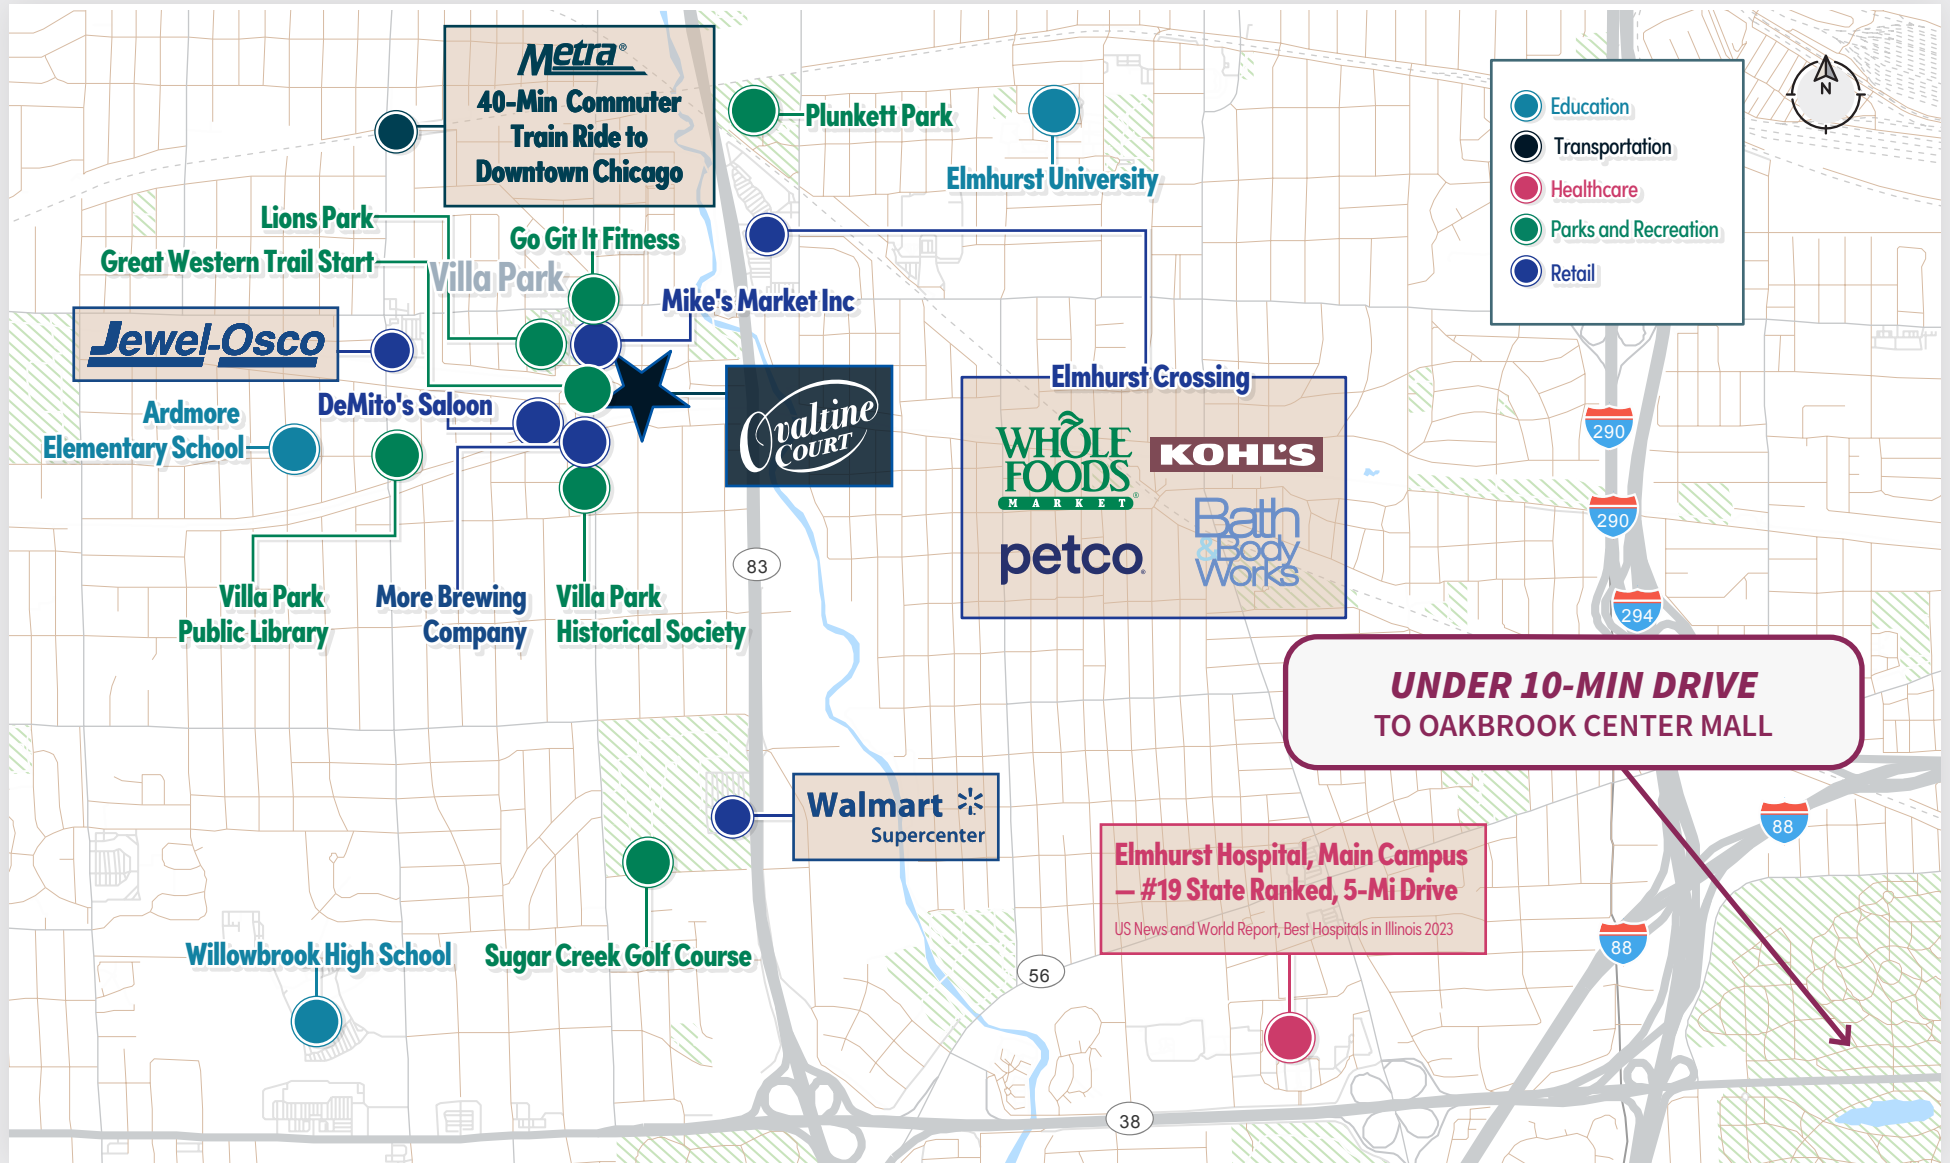 Metra®
40-Min Commuter
Train Ride to
Downtown Chicago
Plunkett Park
Elmhurst University
Education
Transportation
Healthcare
Parks and Recreation
Retail
N
Lions Park
Great Western Trail Start
Go Git It Fitness
Villa Park
Mike's Market Inc
Jewel-Osco
DeMito's Saloon
Ardmore
Elementary School
Ovaltine
COURT
Elmhurst Crossing
WHOLE
FOODS
MARKET®
KOHL'S
petco
Bath
& Body
Works
290
290
294
83
Villa Park
Public Library
More Brewing
Company
Villa Park
Historical Society
UNDER 10-MIN DRIVE
TO OAKBROOK CENTER MALL
Walmart
Supercenter
88
88
Elmhurst Hospital, Main Campus
— #19 State Ranked, 5-Mi Drive
US News and World Report, Best Hospitals in Illinois 2023
Willowbrook High School
Sugar Creek Golf Course
56
38